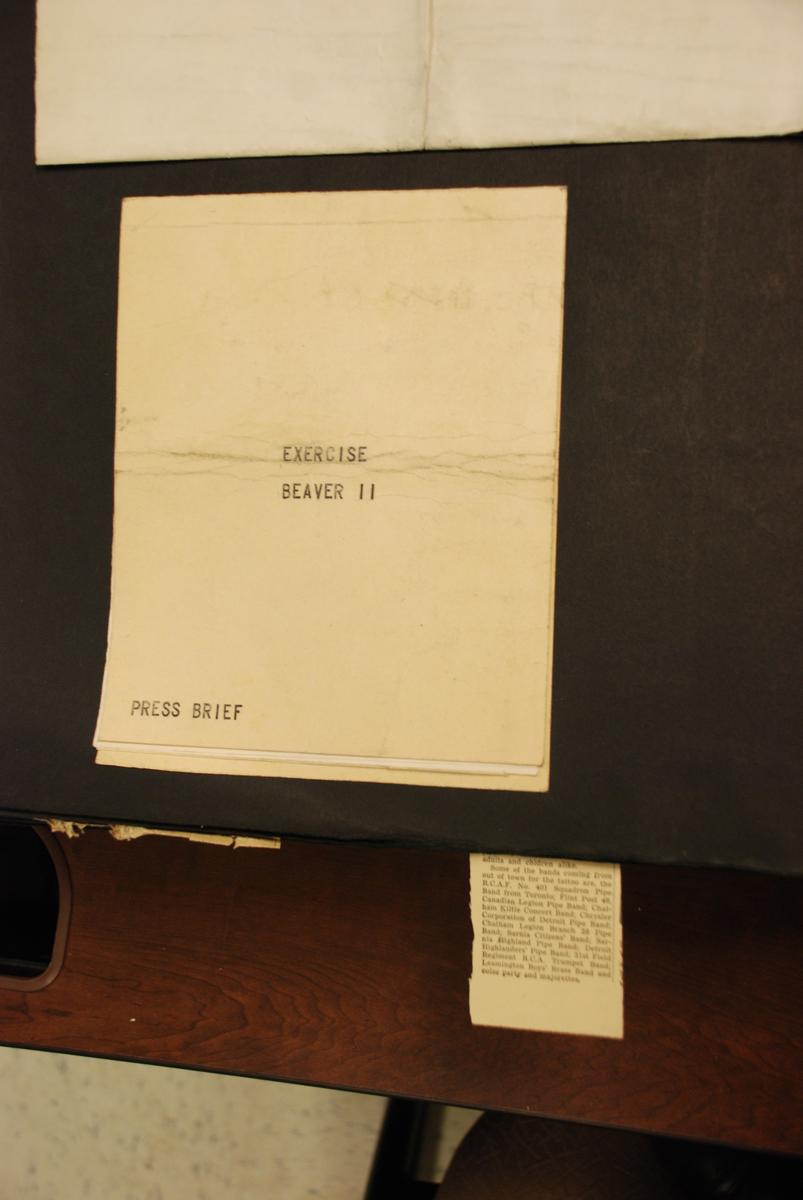 EXERCISE
BEAVER II
PRESS BRIEF
adults and children alike.
Some of the bands coming from
out of town for the tattoo are, the
R.C.A.F. No. 401 Squadron Pipe
Band from Toronto; Flint Post 48,
Canadian Legion Pipe Band; Chat-
ham Kiltie Concert Band; Chrysler
Corporation of Detroit Pipe Band;
Chatham Legion Branch 28 Pipe
Band; Sarnia Citizens' Band; Sar-
nia Highland Pipe Band; Detroit
Highlanders' Pipe Band; 31st Field
Regiment R.C.A. Trumpet Band;
Leamington Boys' Brass Band and
color party and majorettes.